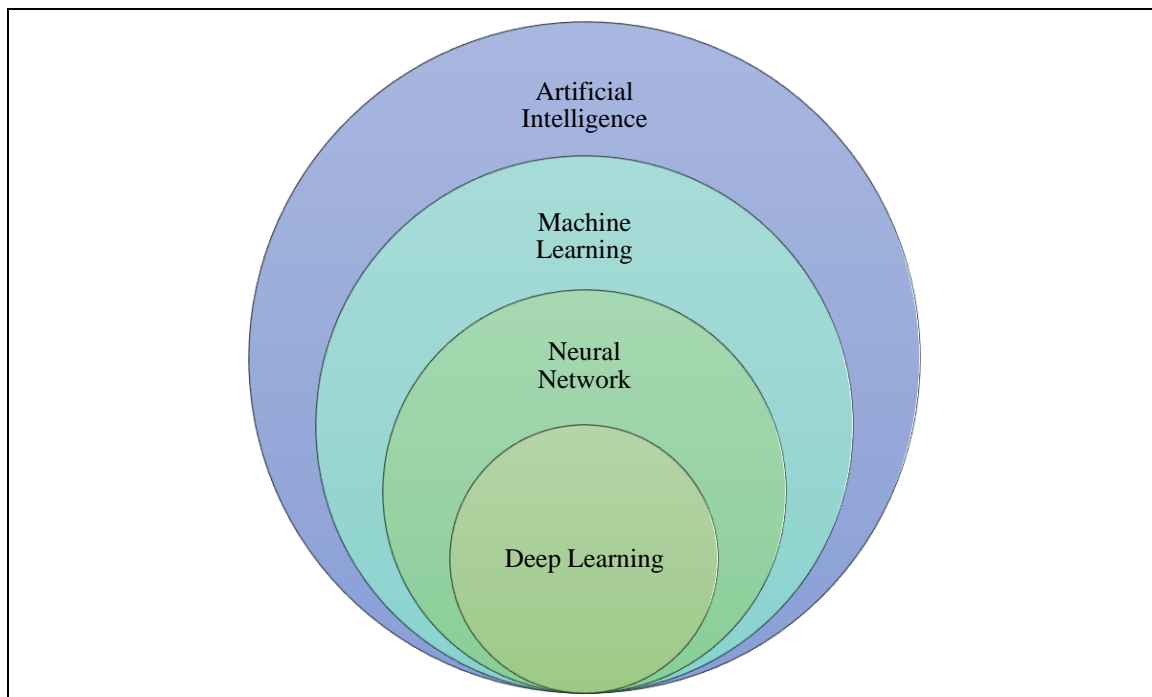 Artificial
Intelligence
Machine
Learning
Neural
Network
Deep Learning